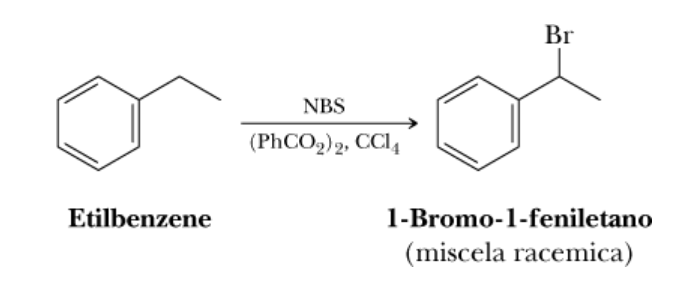 Br
NBS
(PhCO₂)₂, CCl₄
Etilbenzene
1-Bromo-1-feniletano
(miscela racemica)